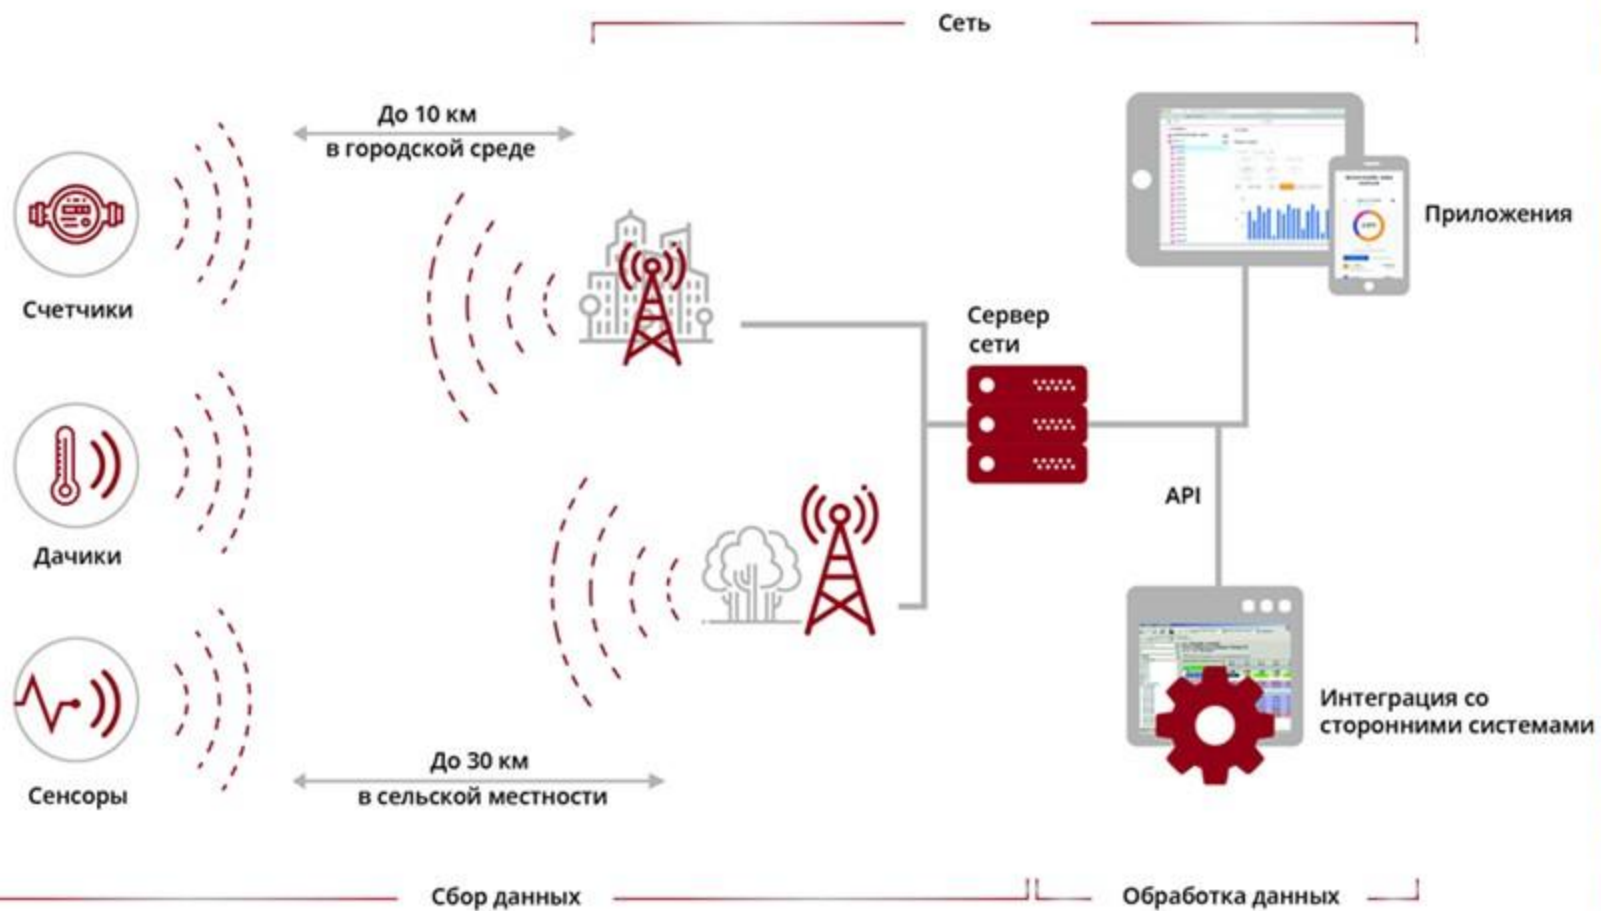 Сеть
До 10 км
в городской среде
Счетчики
Приложения
Сервер
сети
Дачики
API
Сенсоры
До 30 км
в сельской местности
Интеграция со
сторонними системами
Сбор данных
Обработка данных